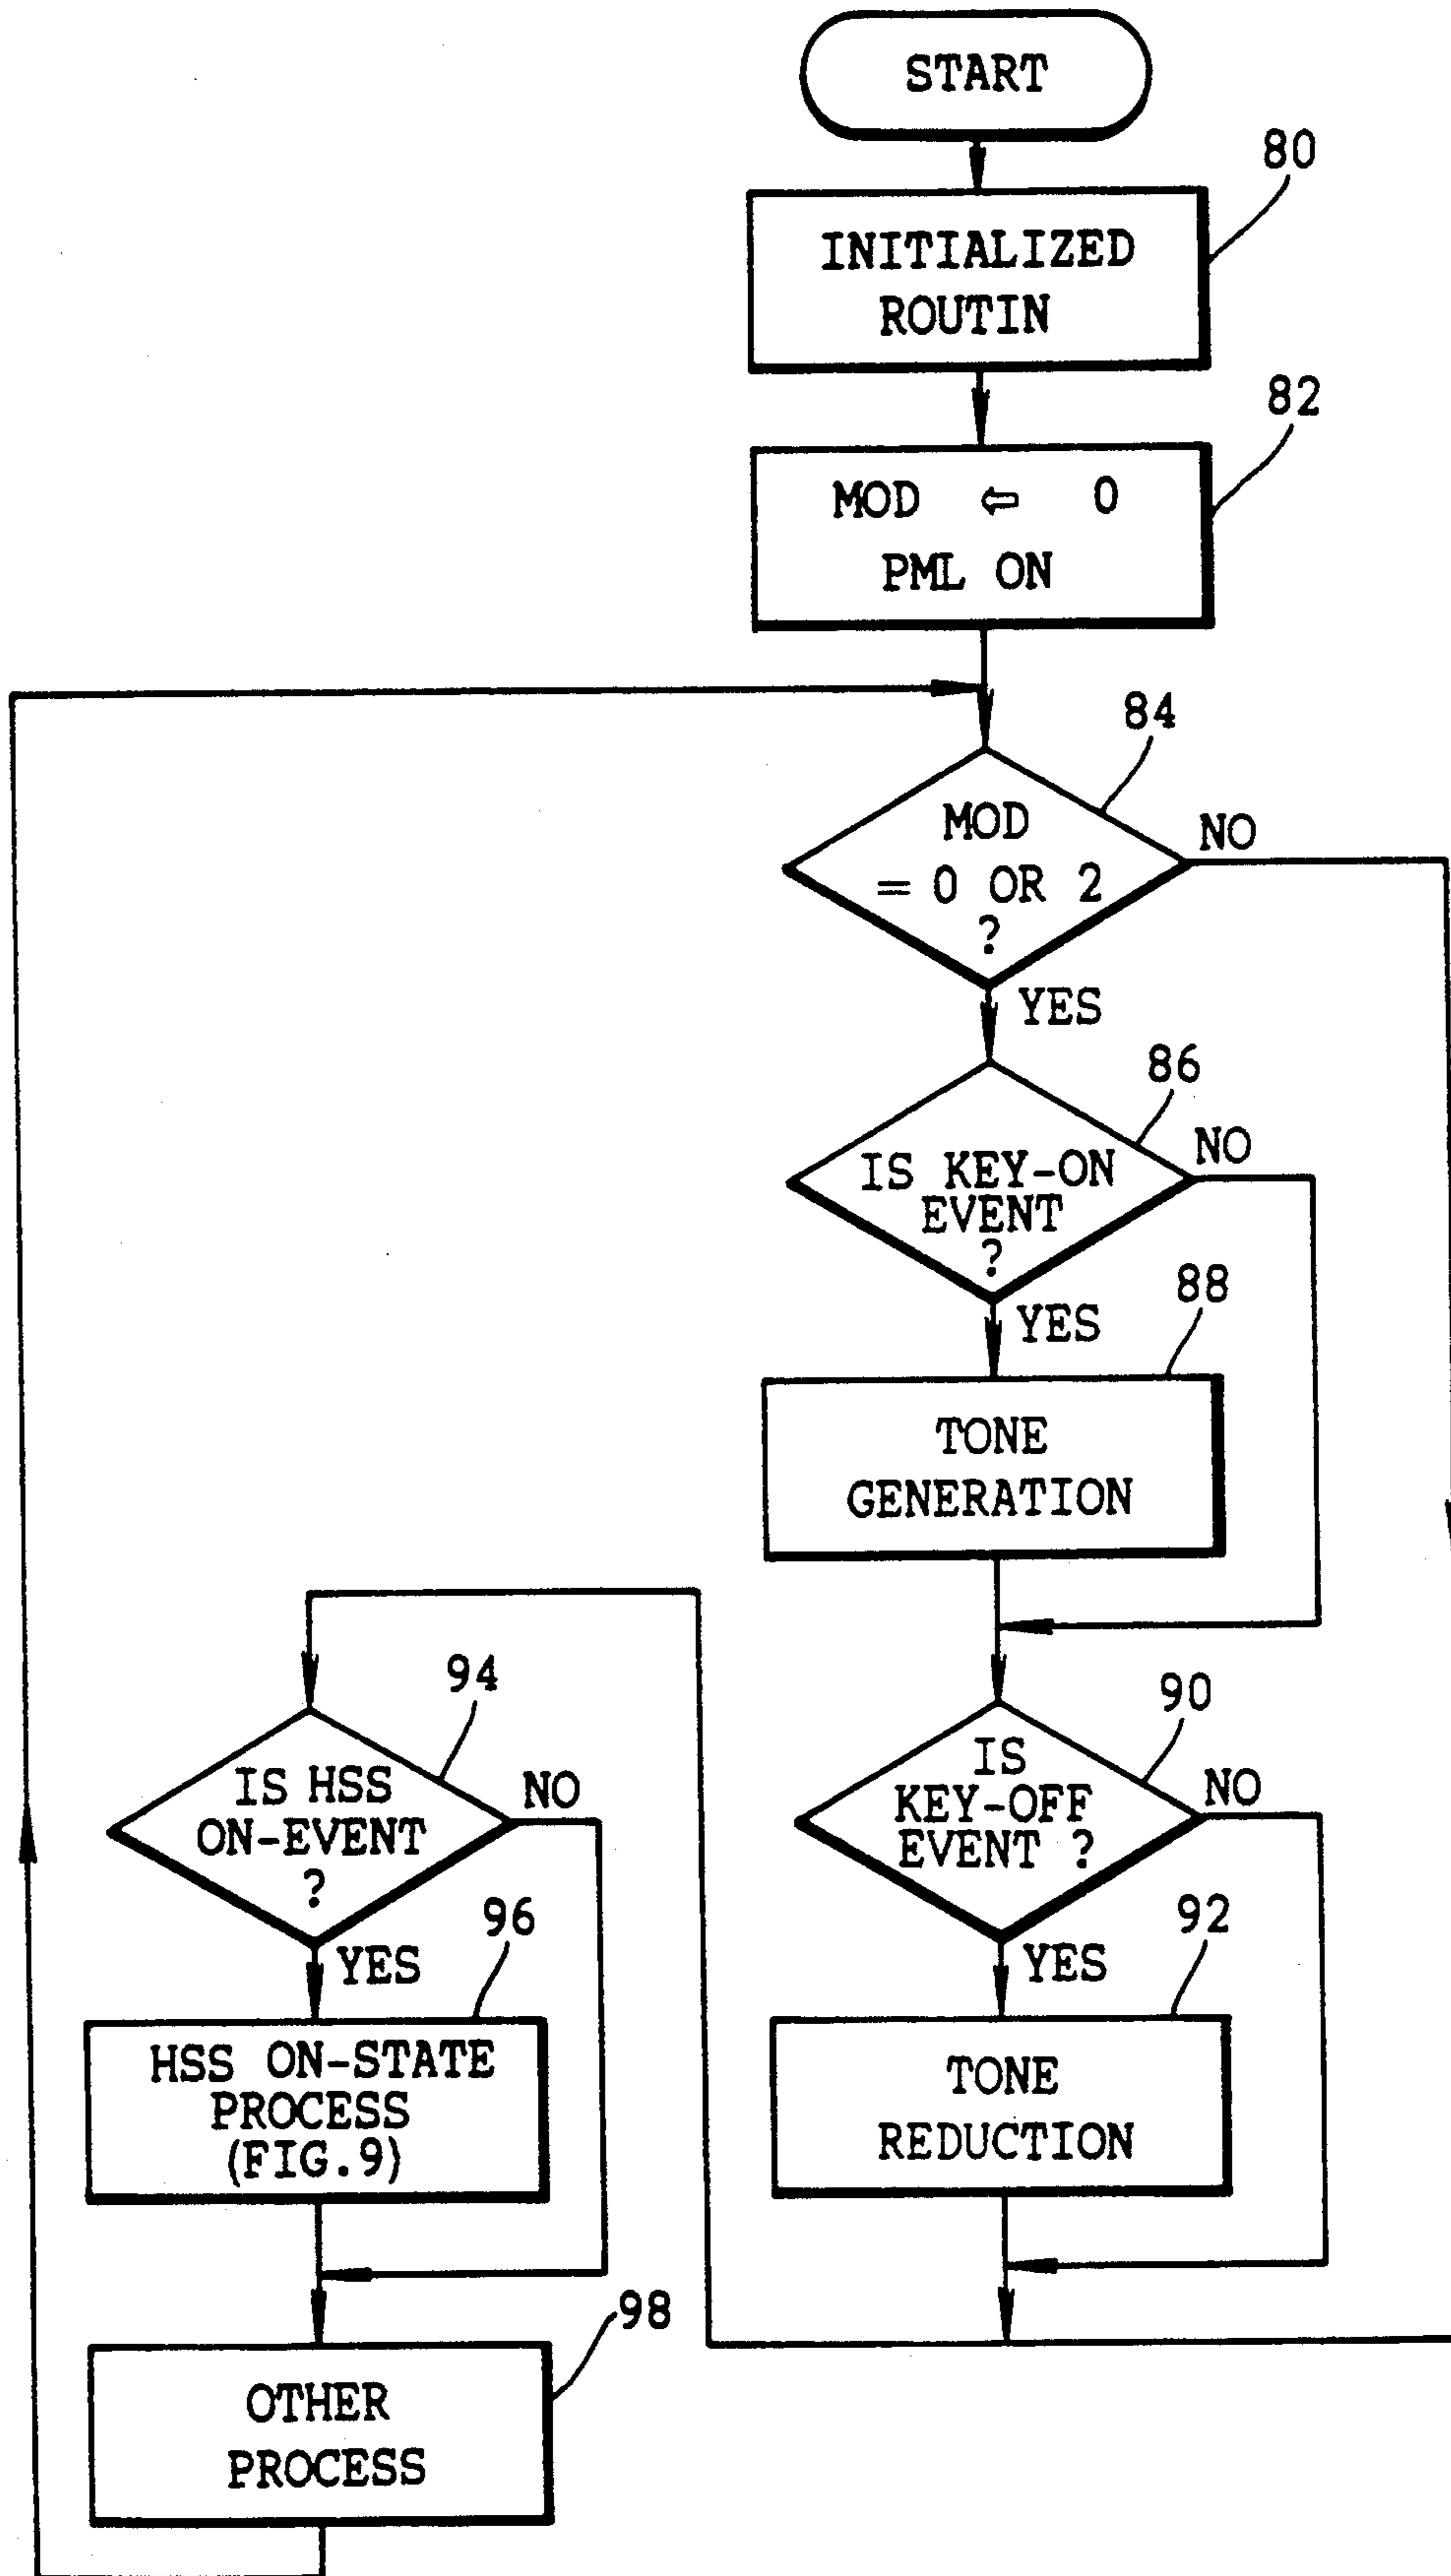 START
80
INITIALIZED
ROUTIN
82
MOD ⇦ 0
PML ON
84
MOD
= 0 OR 2
?
NO
YES
86
IS KEY-ON
EVENT
?
NO
YES
88
TONE
GENERATION
90
IS
KEY-OFF
EVENT ?
NO
YES
92
TONE
REDUCTION
94
IS HSS
ON-EVENT
?
NO
YES
96
HSS ON-STATE
PROCESS
(FIG.9)
98
OTHER
PROCESS